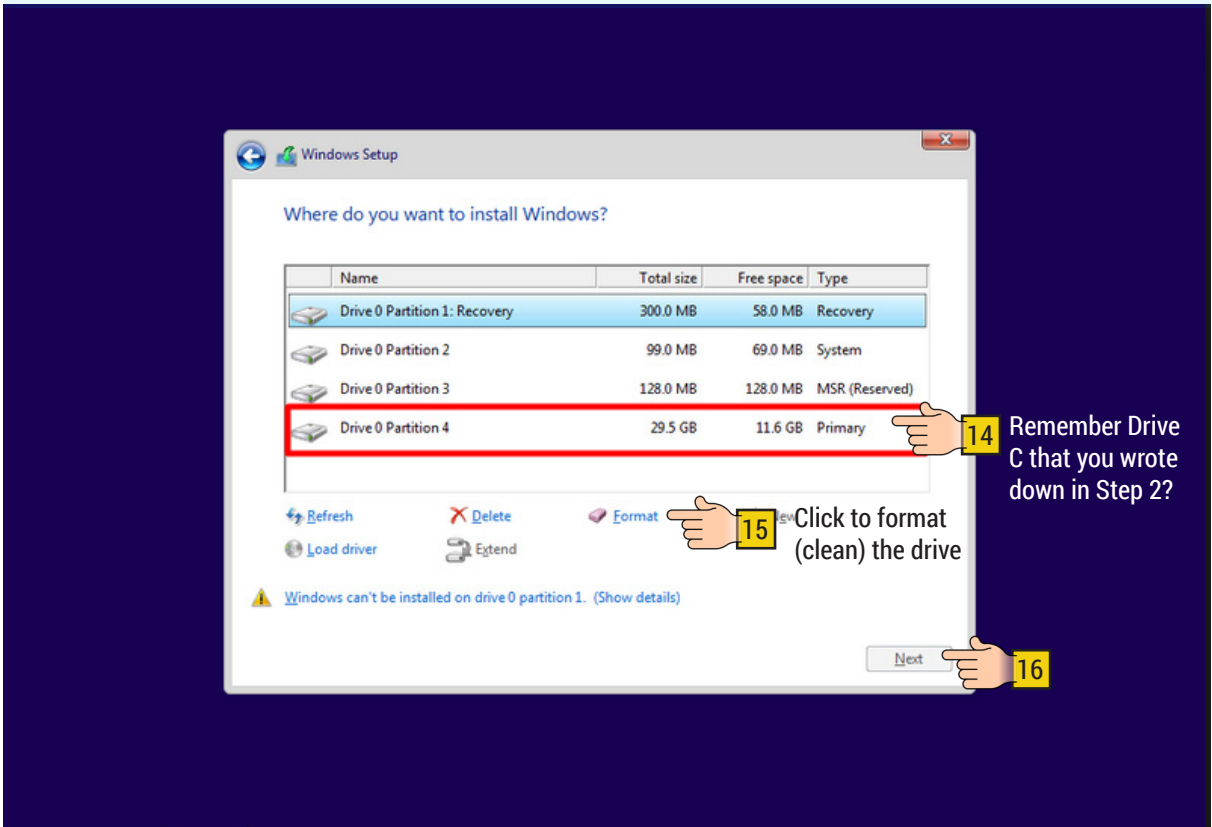 Windows Setup
Where do you want to install Windows?
Name Total size Free space Type
Drive 0 Partition 1: Recovery 300.0 MB 58.0 MB Recovery
Drive 0 Partition 2 99.0 MB 69.0 MB System
Drive 0 Partition 3 128.0 MB 128.0 MB MSR (Reserved)
Drive 0 Partition 4 29.5 GB 11.6 GB Primary
14 Remember Drive
C that you wrote
down in Step 2?
Refresh Delete Format
15 Click to format
(clean) the drive
Load driver Extend
Windows can't be installed on drive 0 partition 1. (Show details)
Next
16